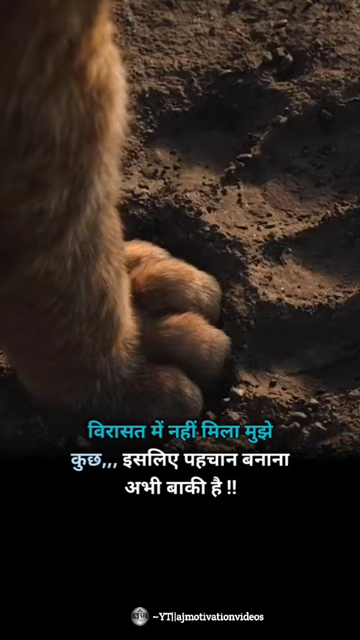 विरासत में नहीं मिला मुझे
कुछ,,, इसलिए पहचान बनाना
अभी बाकी है !!
~YT||ajmotivationvideos